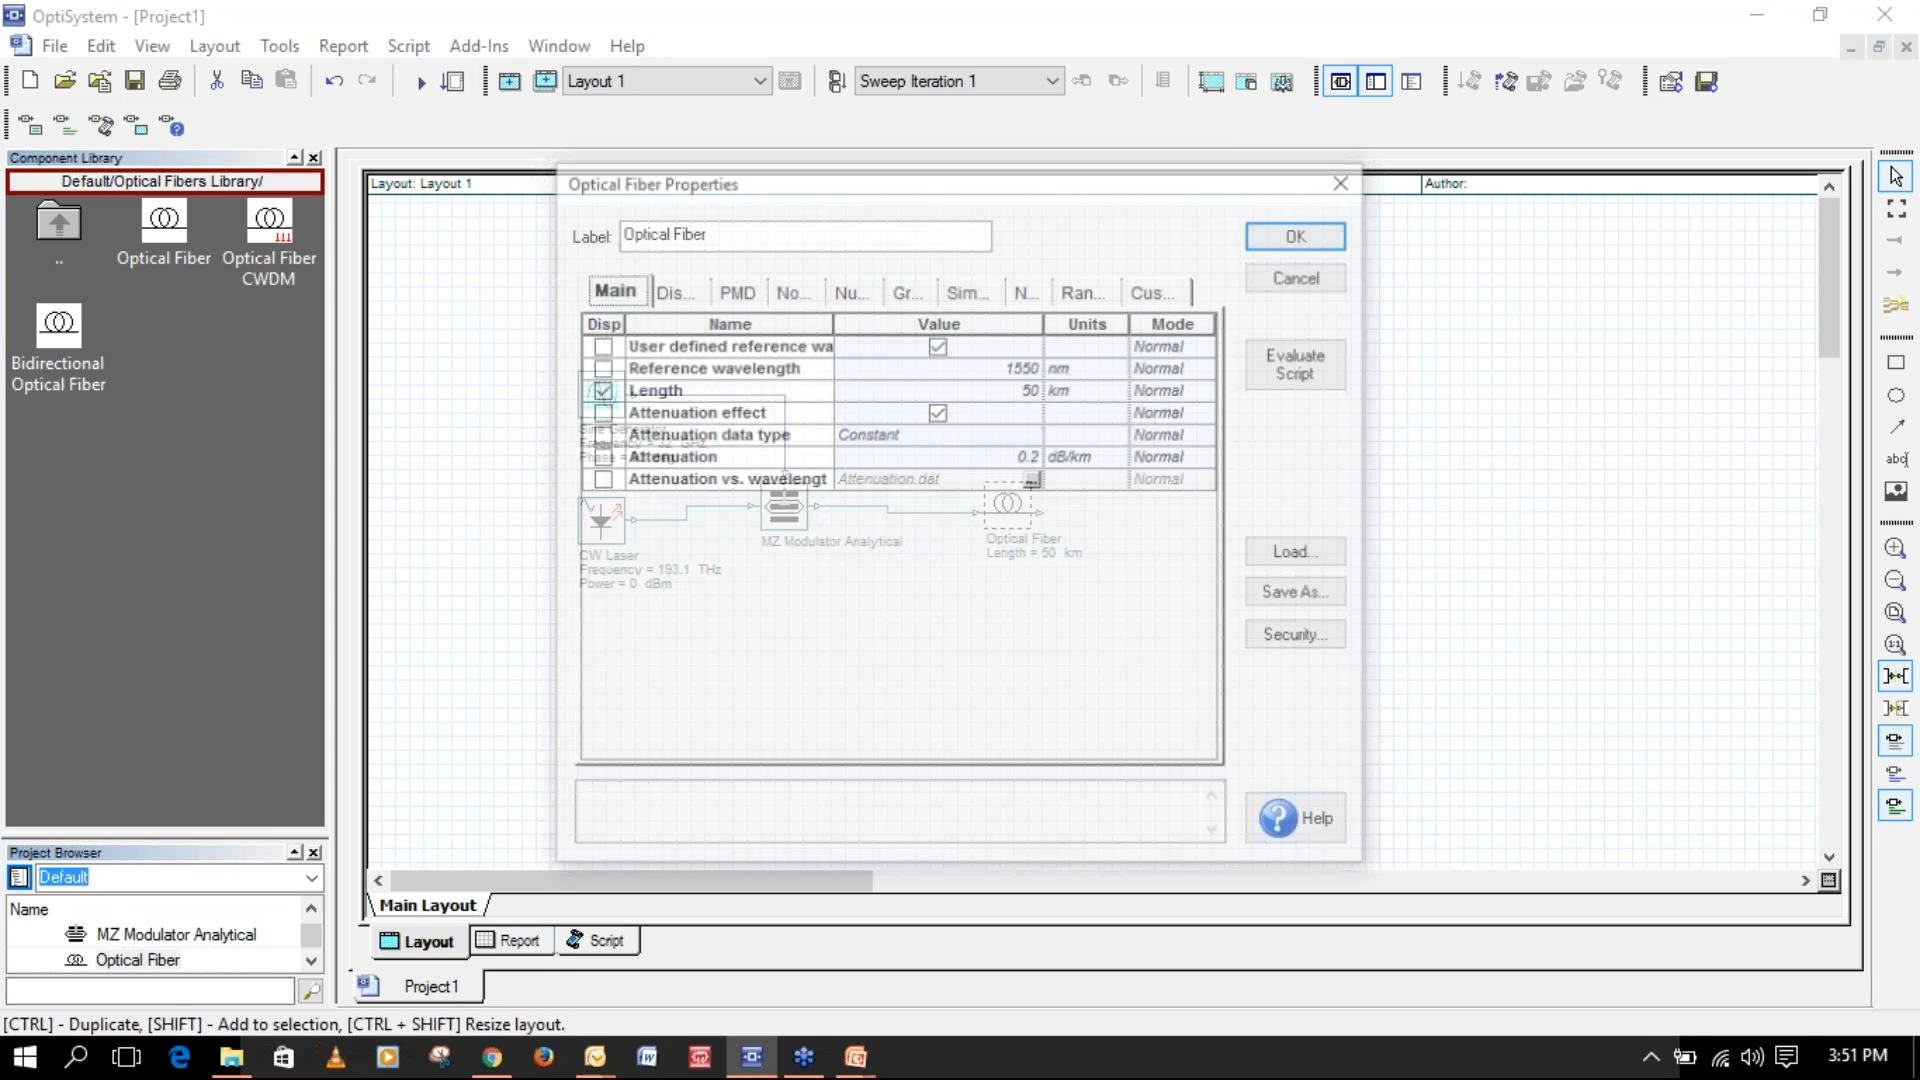 OptiSystem - [Project1]
File Edit View Layout Tools Report Script Add-Ins Window Help
Layout 1
Sweep Iteration 1
Component Library
Default/Optical Fibers Library/
..
Optical Fiber
Optical Fiber CWDM
Bidirectional Optical Fiber
Layout: Layout 1
Author:
Optical Fiber Properties
Label: Optical Fiber
OK
Cancel
Evaluate Script
Load...
Save As...
Security...
Help
Main Dis... PMD No... Nu... Gr... Sim... N... Ran... Cus...
Disp Name Value Units Mode
User defined reference wa Normal
Reference wavelength 1550 nm Normal
Length 50 km Normal
Attenuation effect Normal
Attenuation data type Constant Normal
Attenuation 0.2 dB/km Normal
Attenuation vs. wavelengt Attenuation.dat ... Normal
Sine Generator
MZ Modulator Analytical
Optical Fiber
Length = 50 km
CW Laser
Frequency = 193.1 THz
Power = 0 dBm
Project Browser
Default
Name
MZ Modulator Analytical
Optical Fiber
Main Layout
Layout Report Script
Project1
abc
1:1
[CTRL] - Duplicate, [SHIFT] - Add to selection, [CTRL + SHIFT] Resize layout.
3:51 PM